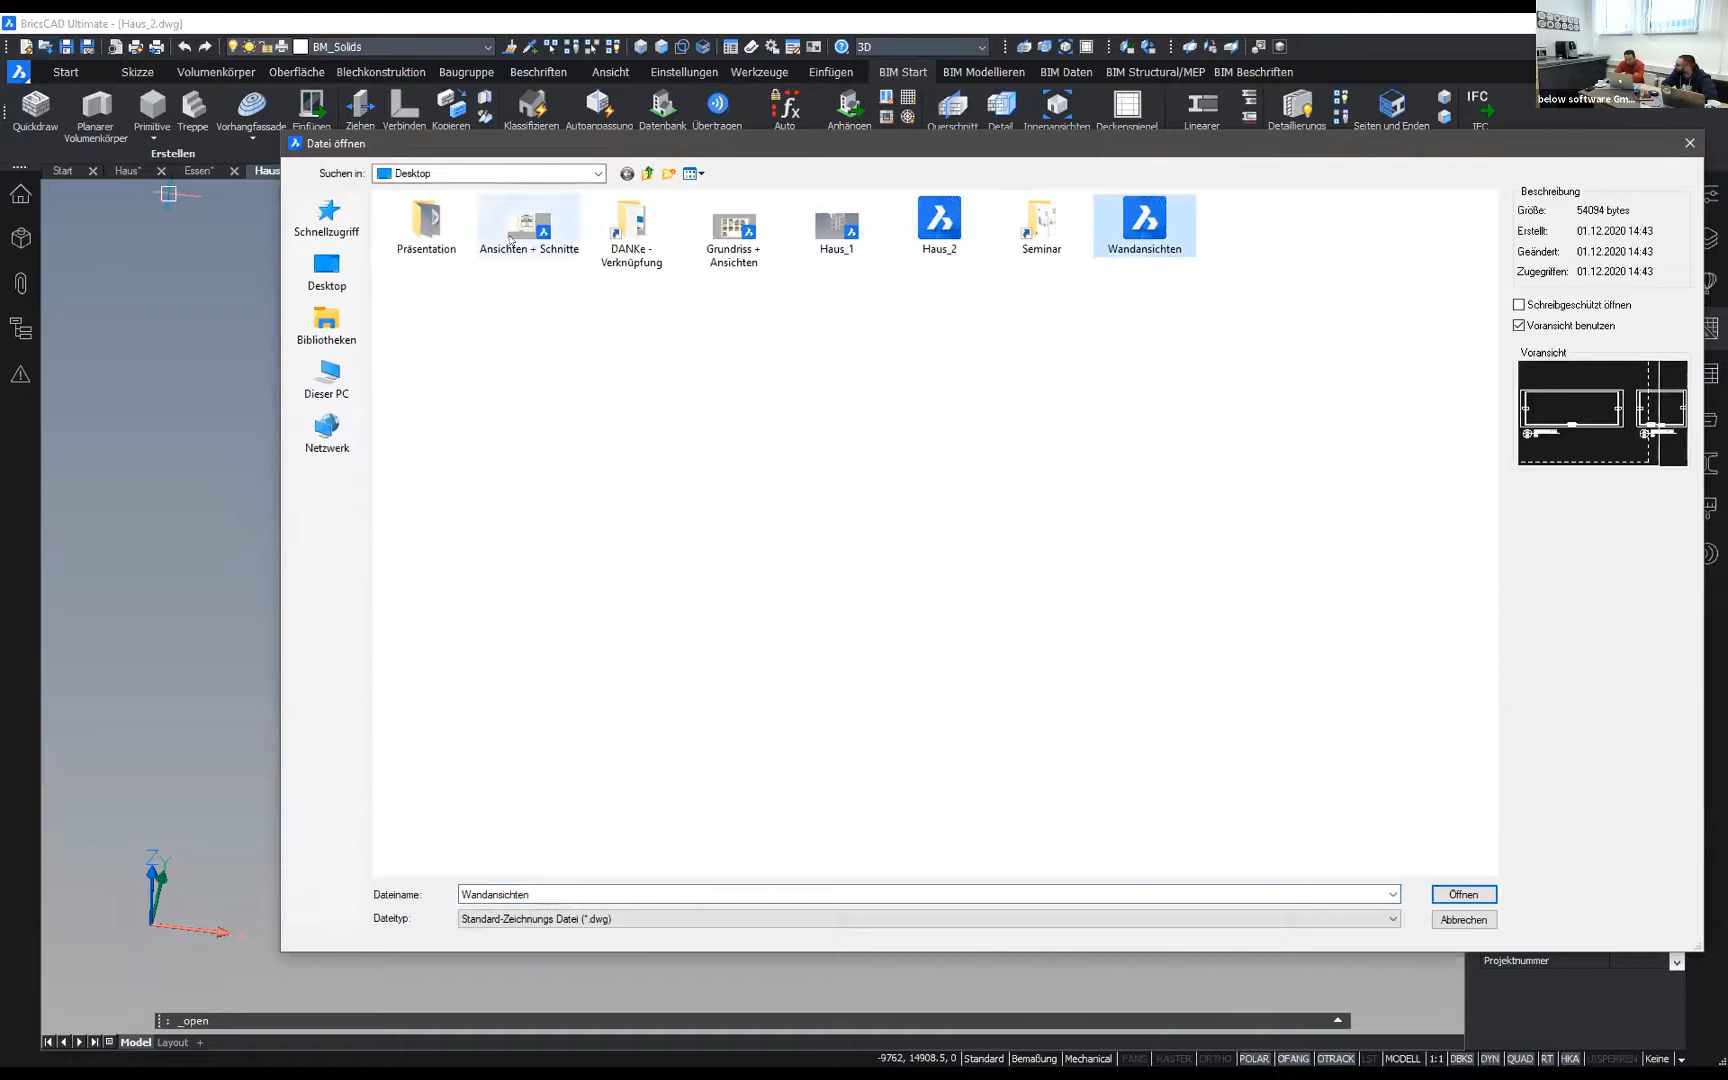 BricsCAD Ultimate - [Haus_2.dwg]
BM_Solids
3D
Start Skizze Volumenkörper Oberfläche Blechkonstruktion Baugruppe Beschriften Ansicht Einstellungen Werkzeuge Einfügen BIM Start BIM Modellieren BIM Daten BIM Structural/MEP BIM Beschriften
below software Gm...
IFC
Quickdraw Planarer Volumenkörper Primitive Treppe Vorhangfassade Einfügen Ziehen Verbinden Kopieren Klassifizieren Autoanpassung Datenbank Übertragen Auto Anhängen Querschnitt Detail Innenansichten Deckenspiegel Linearer Detaillierungs Seiten und Enden IFC
Erstellen
Datei öffnen
Start Haus* Essen* Haus
Suchen in: Desktop
Schnellzugriff
Desktop
Bibliotheken
Dieser PC
Netzwerk
Präsentation
Ansichten + Schnitte
DANKe - Verknüpfung
Grundriss + Ansichten
Haus_1
Haus_2
Seminar
Wandansichten
Beschreibung
Größe: 54094 bytes
Erstellt: 01.12.2020 14:43
Geändert: 01.12.2020 14:43
Zugegriffen: 01.12.2020 14:43
Schreibgeschützt öffnen
Voransicht benutzen
Voransicht
Z
Y
Dateiname: Wandansichten
Öffnen
Dateityp: Standard-Zeichnungs Datei (*.dwg)
Abbrechen
Projektnummer
: _open
Model Layout +
-9762, 14908.5, 0 Standard Bemaßung Mechanical FANG RASTER ORTHO POLAR OFANG OTRACK LST MODELL 1:1 DBKS DYN QUAD RT HKA UISPERREN Keine